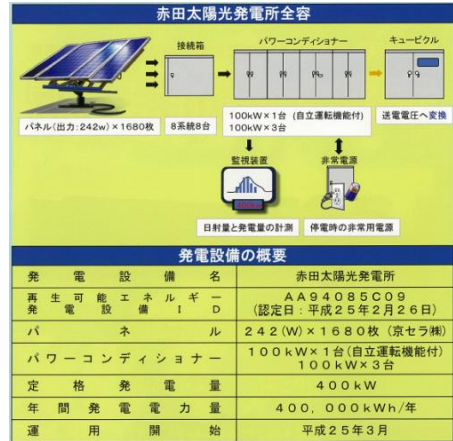 赤田太陽光発電所全容
接続箱
パワーコンディショナー
キュービクル
パネル(出力:242w)×1680枚
8系統8台
100kW×1台 (自立運転機能付)
100kW×3台
送電電圧へ変換
監視装置
非常電源
日射量と発電量の計測
停電時の非常用電源
発電設備の概要
発電設備名
赤田太陽光発電所
再生可能エネルギー
発電設備ID
AA94085C09
(認定日:平成25年2月26日)
パネル
242(W)×1680枚 (京セラ㈱)
パワーコンディショナー
100kW×1台(自立運転機能付)
100kW×3台
定格発電量
400kW
年間発電電力量
400,000kWh/年
運用開始
平成25年3月